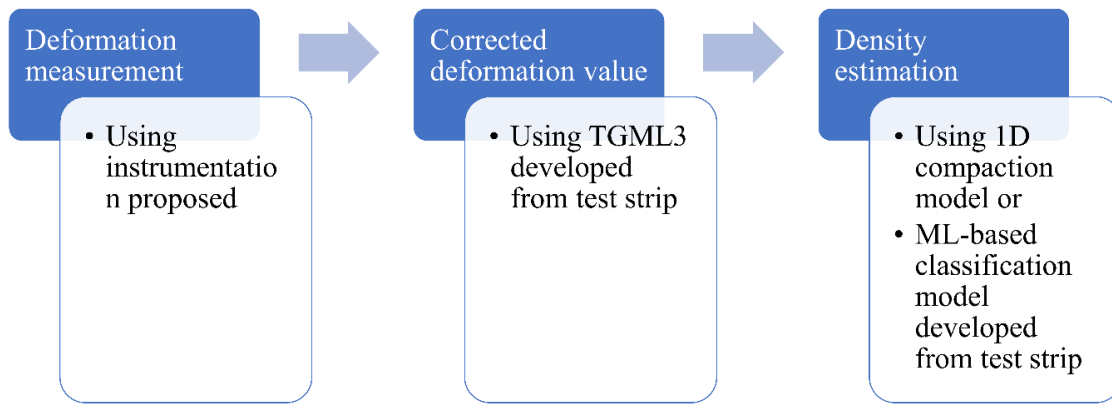 Deformation
measurement
• Using
instrumentatio
n proposed
Corrected
deformation value
• Using TGML3
developed
from test strip
Density
estimation
• Using 1D
compaction
model or
• ML-based
classification
model
developed
from test strip